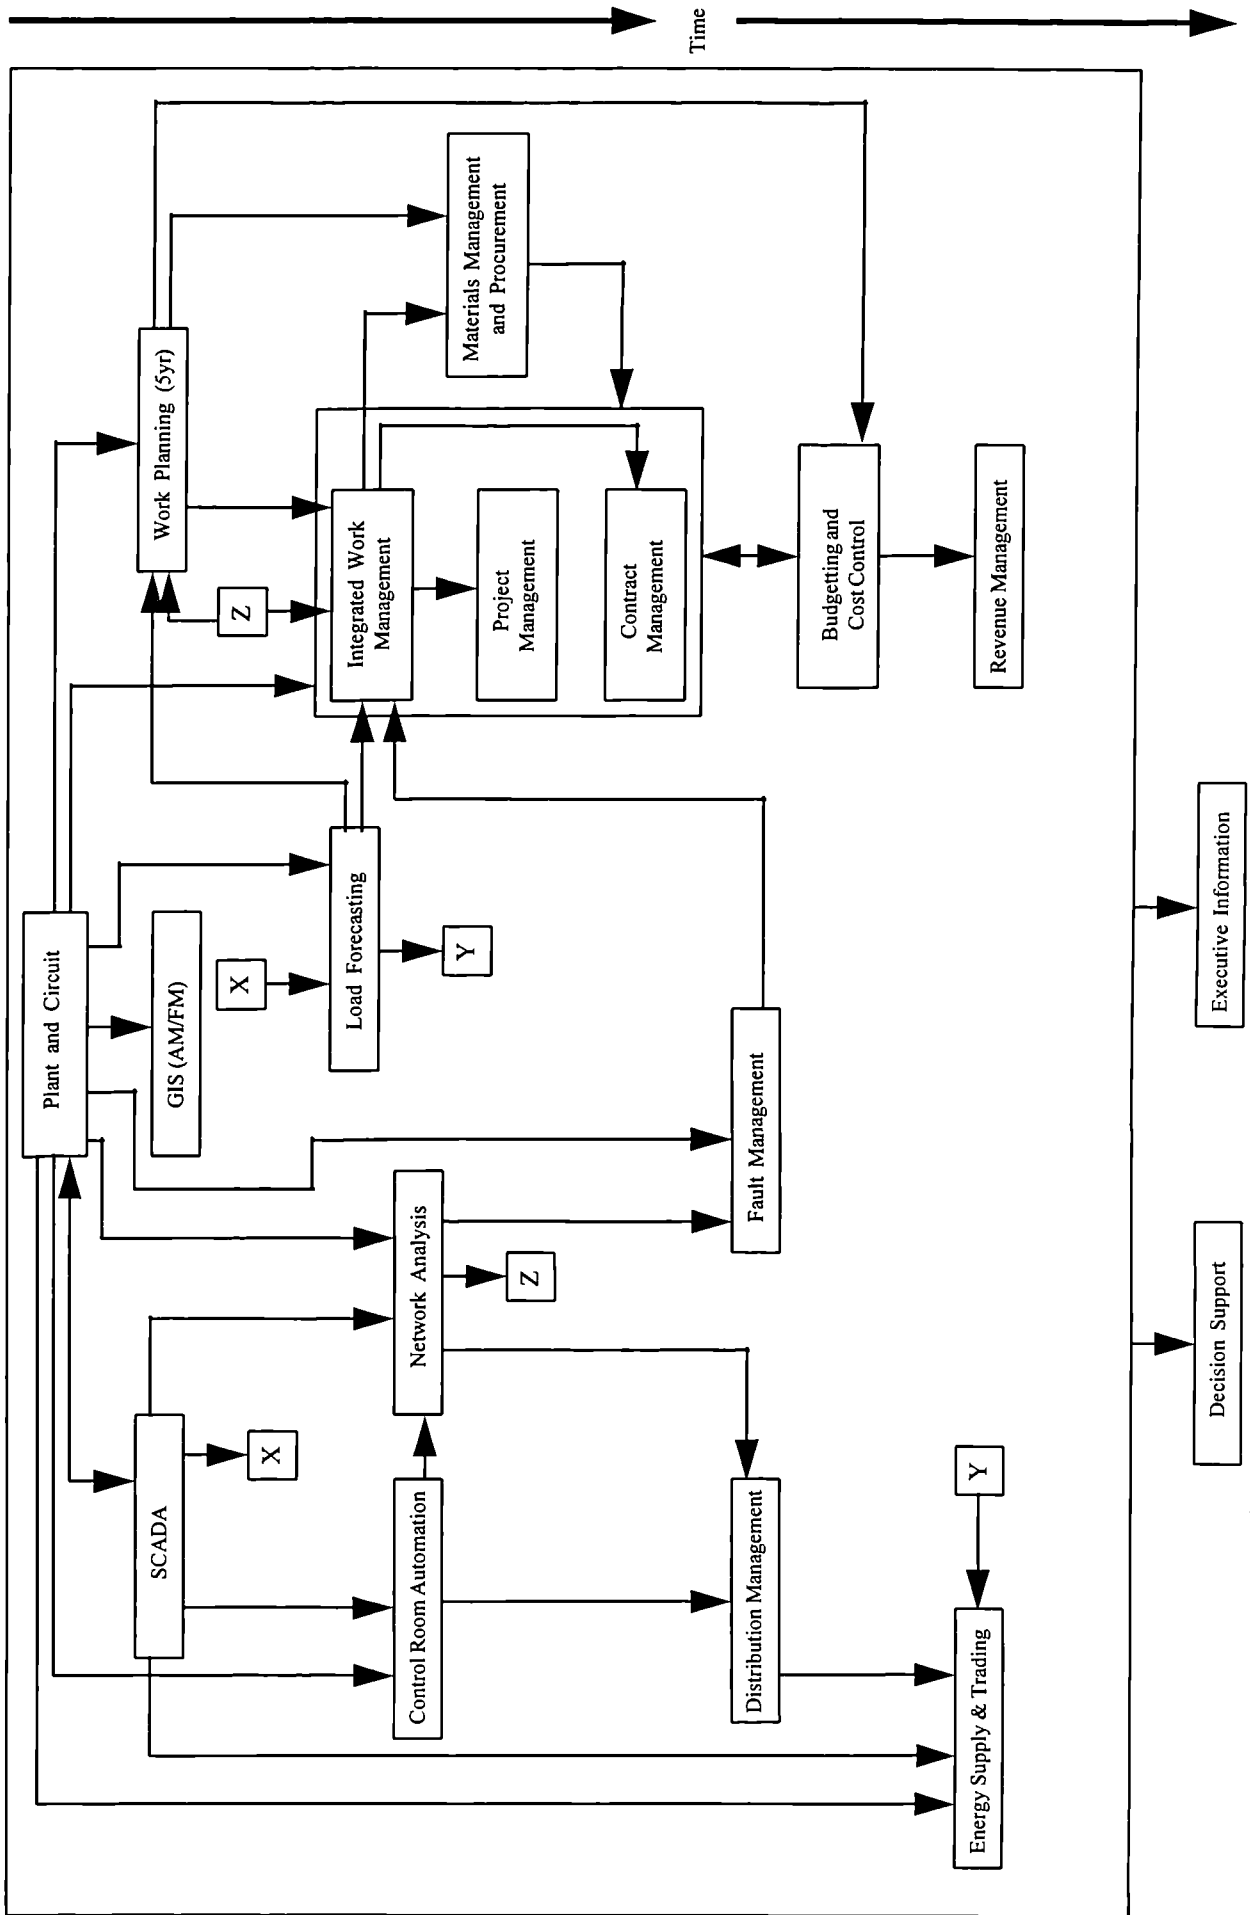 Time
Plant and Circuit
SCADA
GIS (AM/FM)
Work Planning (5yr)
X
X
Z
Load Forecasting
Integrated Work
Management
Control Room Automation
Network Analysis
Y
Materials Management
and Procurement
Z
Project
Management
Contract
Management
Distribution Management
Fault Management
Budgetting and
Cost Control
Energy Supply & Trading
Y
Revenue Management
Decision Support
Executive Information